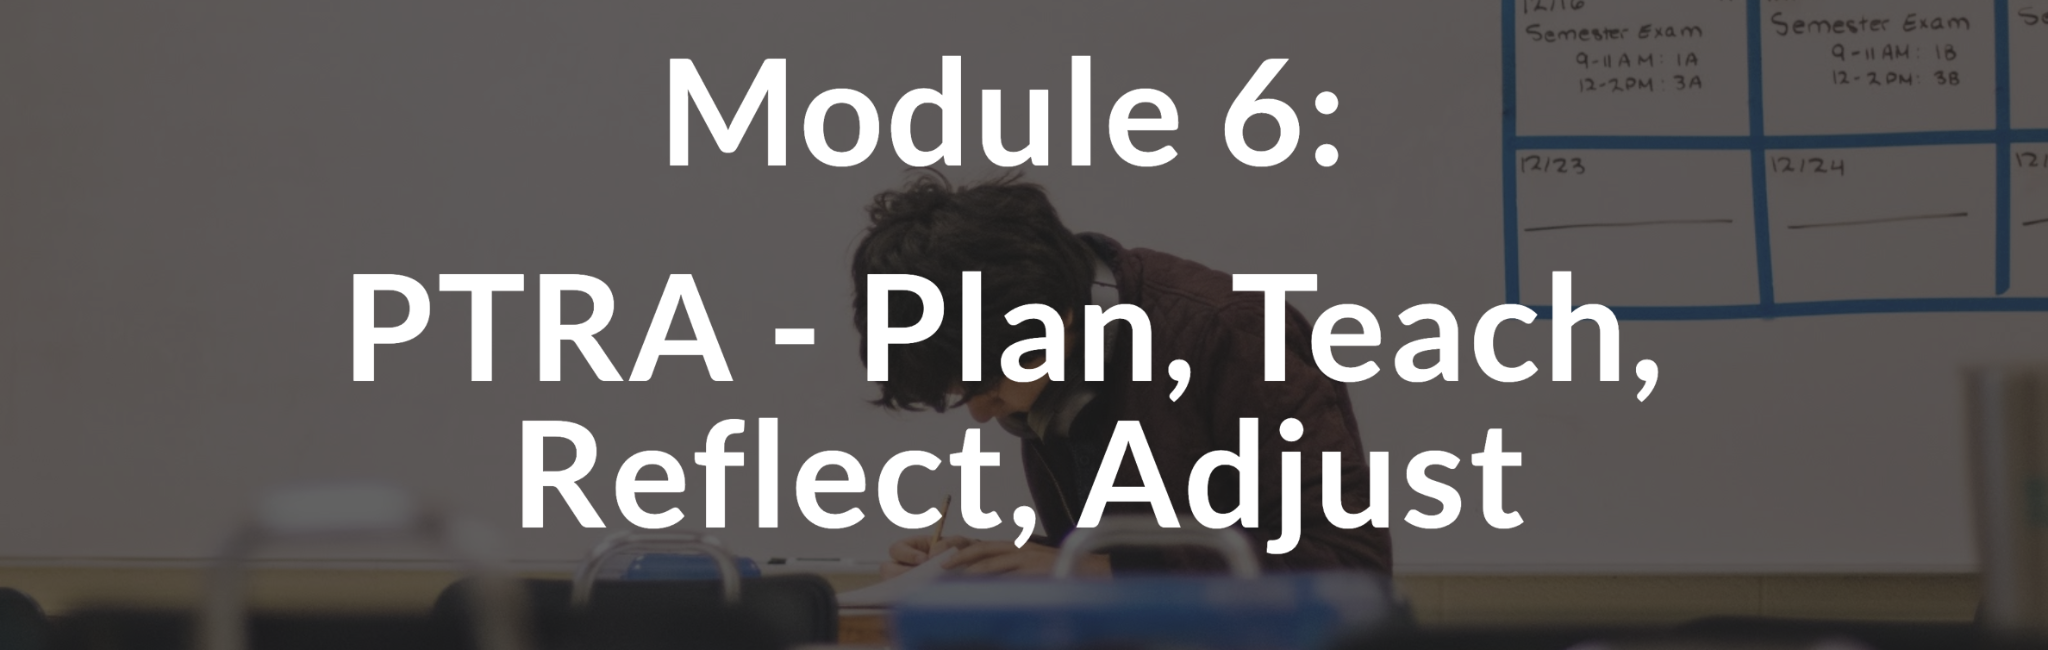 Module 6:
PTRA - Plan, Teach,
Reflect, Adjust
12/16
Semester Exam
9-11AM: 1A
12-2PM: 3A
Semester Exam
9-11AM: 1B
12-2PM: 3B
12/23
12/24